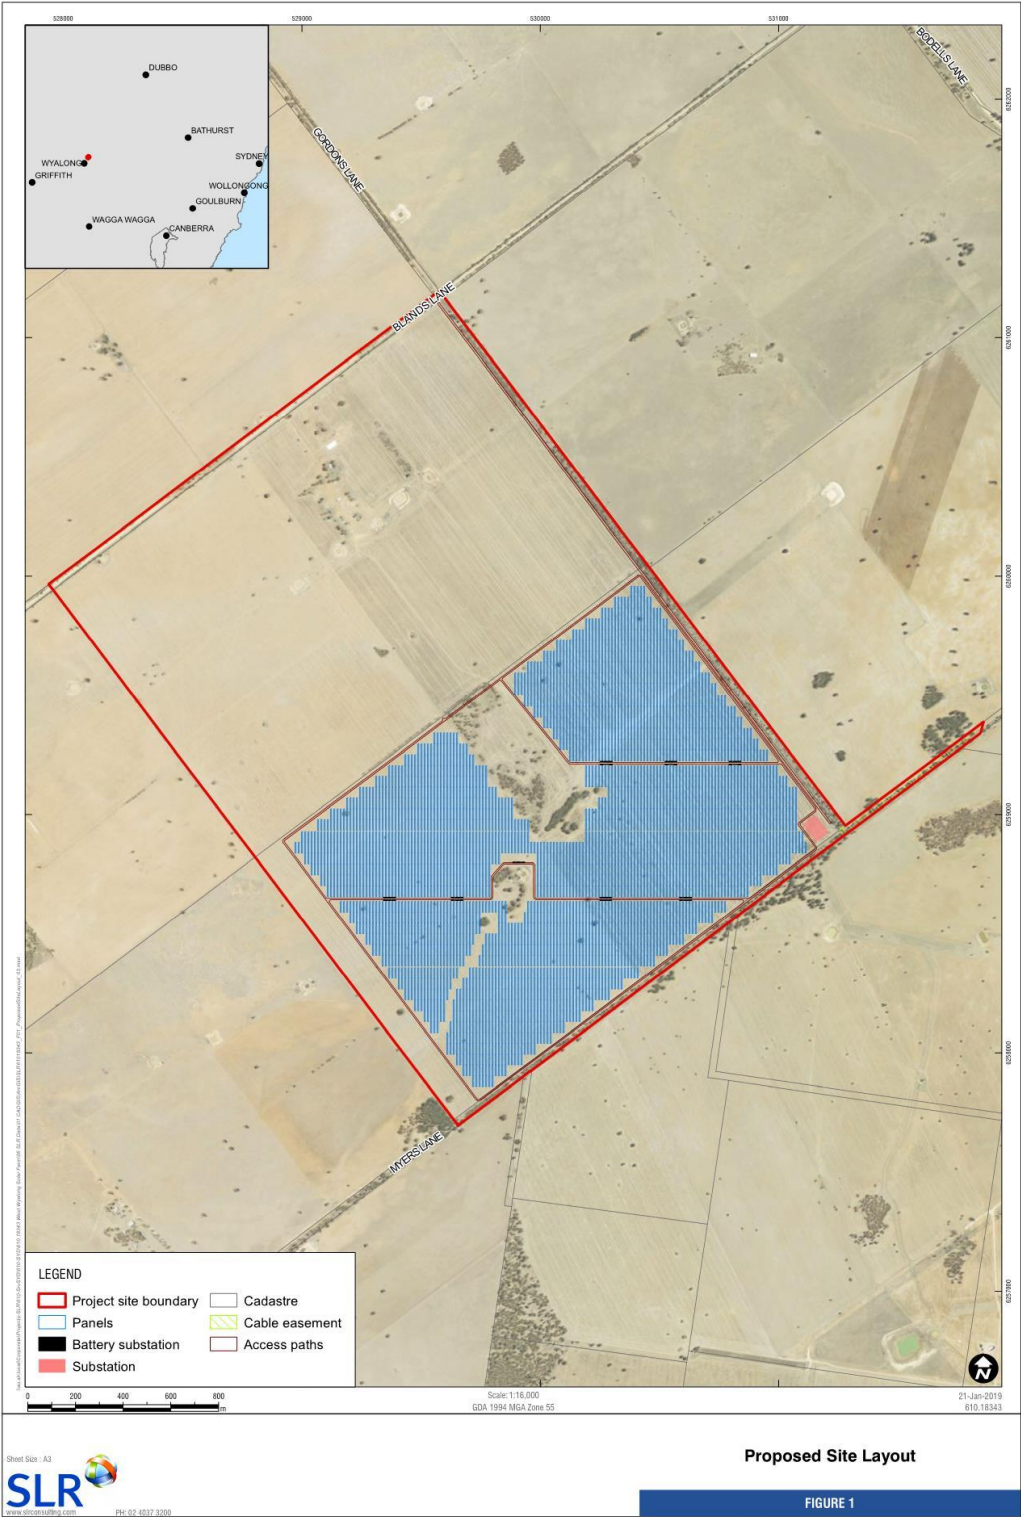 528000
529000
530000
531000
DUBBO
BATHURST
WYALONG
SYDNEY
GRIFFITH
WOLLONGONG
GOULBURN
WAGGA WAGGA
CANBERRA
BODELLS LANE
6262000
GORDONS LANE
BLANDS LANE
6261000
6260000
6259000
6258000
MYERS LANE
6257000
LEGEND
Project site boundary
Cadastre
Panels
Cable easement
Battery substation
Access paths
Substation
N
0 200 400 600 800
m
Scale: 1:16,000
GDA 1994 MGA Zone 55
21-Jan-2019
610.18343
Sheet Size : A3
SLR
www.slrconsulting.com
PH: 02 4037 3200
Proposed Site Layout
FIGURE 1